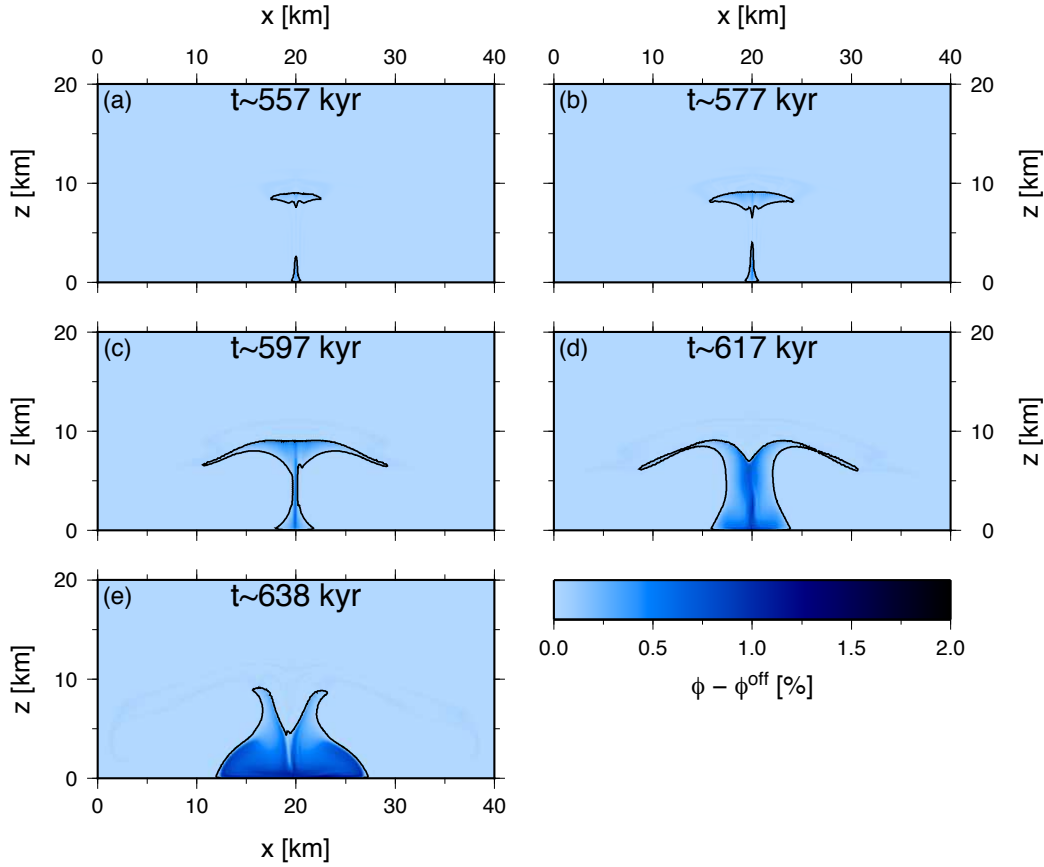 x [km] x [km]
0 10 20 30 40 0 10 20 30 40
20 (a) t~557 kyr (b) t~577 kyr 20
z [km] 10 10 z [km]
0 0
20 (c) t~597 kyr (d) t~617 kyr 20
z [km] 10 10 z [km]
0 0
20 (e) t~638 kyr
z [km] 10
0
0.0 0.5 1.0 1.5 2.0
ϕ − ϕ^off [%]
0 10 20 30 40
x [km]